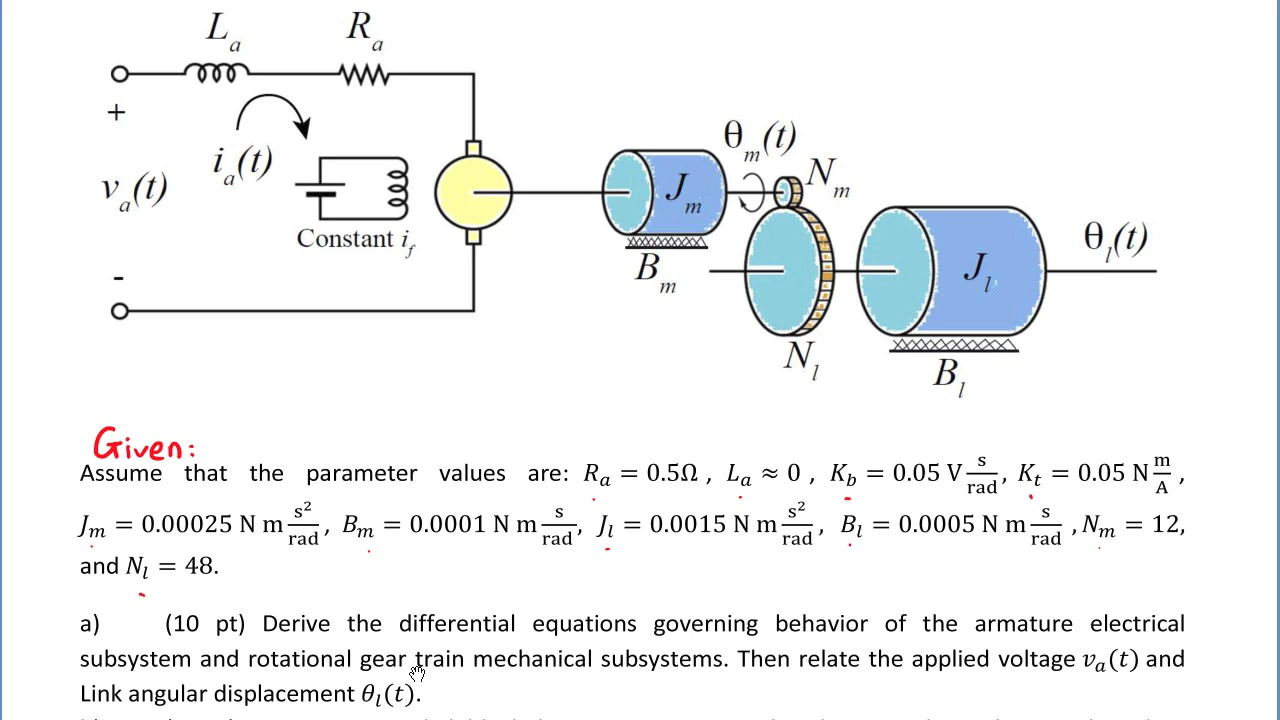 L_a R_a
+
i_a(t)
v_a(t)
Constant i_f
-
θ_m(t)
N_m
J_m
B_m
θ_l(t)
J_l
N_l
B_l
Given:
Assume that the parameter values are: R_a = 0.5Ω , L_a ≈ 0 , K_b = 0.05 V s/rad, K_t = 0.05 N m/A ,
J_m = 0.00025 N m s²/rad, B_m = 0.0001 N m s/rad, J_l = 0.0015 N m s²/rad, B_l = 0.0005 N m s/rad , N_m = 12,
and N_l = 48.
a) (10 pt) Derive the differential equations governing behavior of the armature electrical
subsystem and rotational gear train mechanical subsystems. Then relate the applied voltage v_a(t) and
Link angular displacement θ_l(t).